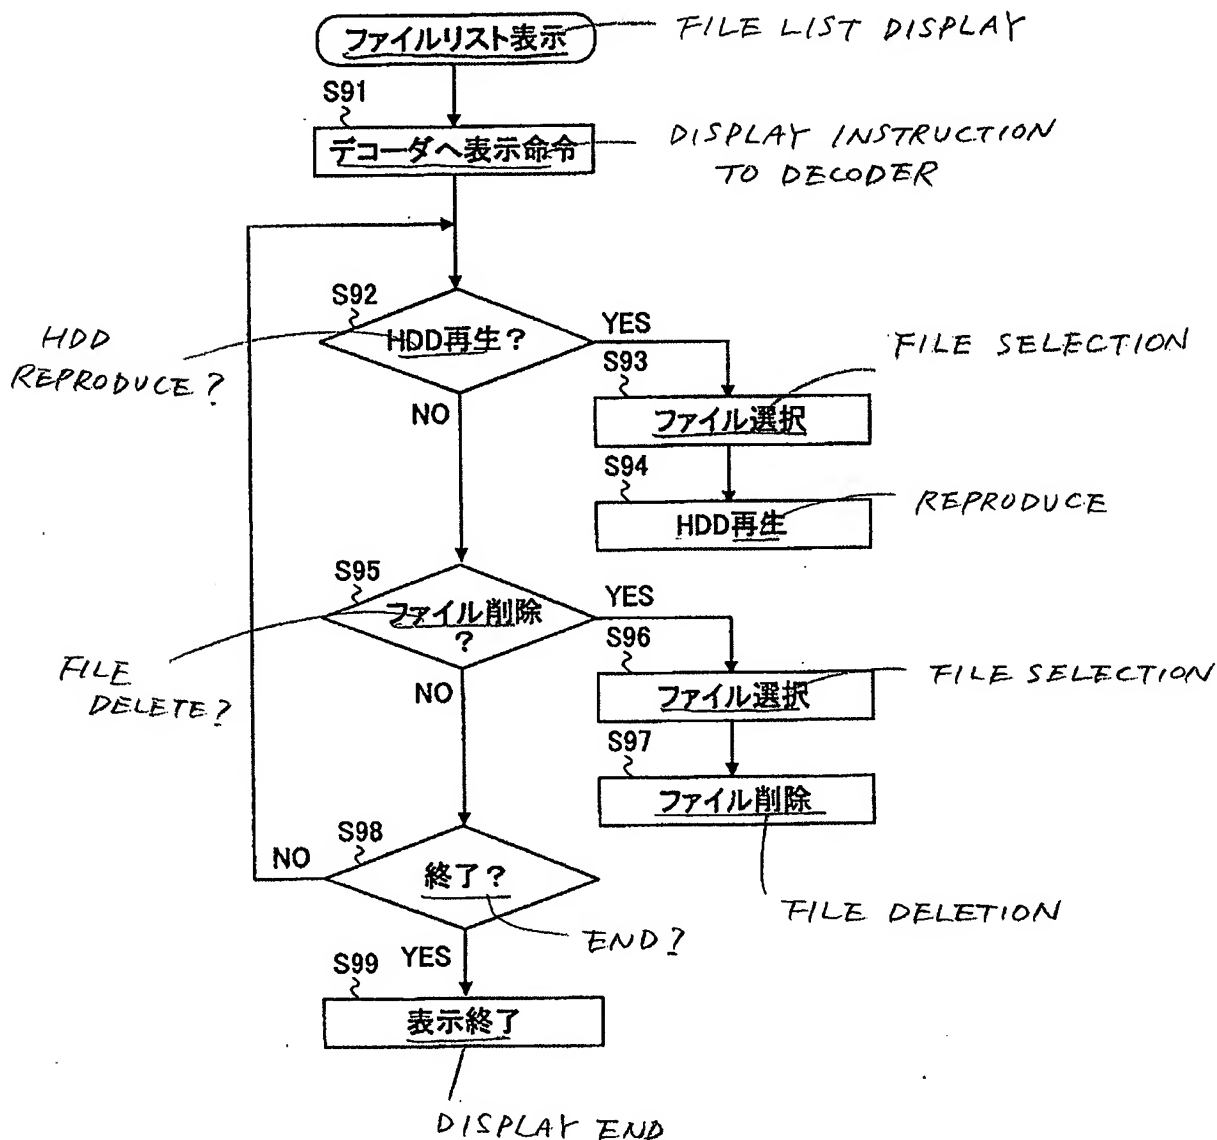 ファイルリスト表示
FILE LIST DISPLAY
S91
デコーダへ表示命令
DISPLAY INSTRUCTION
TO DECODER
S92
HDD再生?
HDD
REPRODUCE?
YES
NO
FILE SELECTION
S93
ファイル選択
S94
HDD再生
REPRODUCE
S95
ファイル削除
?
FILE
DELETE?
YES
NO
S96
ファイル選択
FILE SELECTION
S97
ファイル削除
FILE DELETION
S98
終了?
END?
NO
YES
S99
表示終了
DISPLAY END